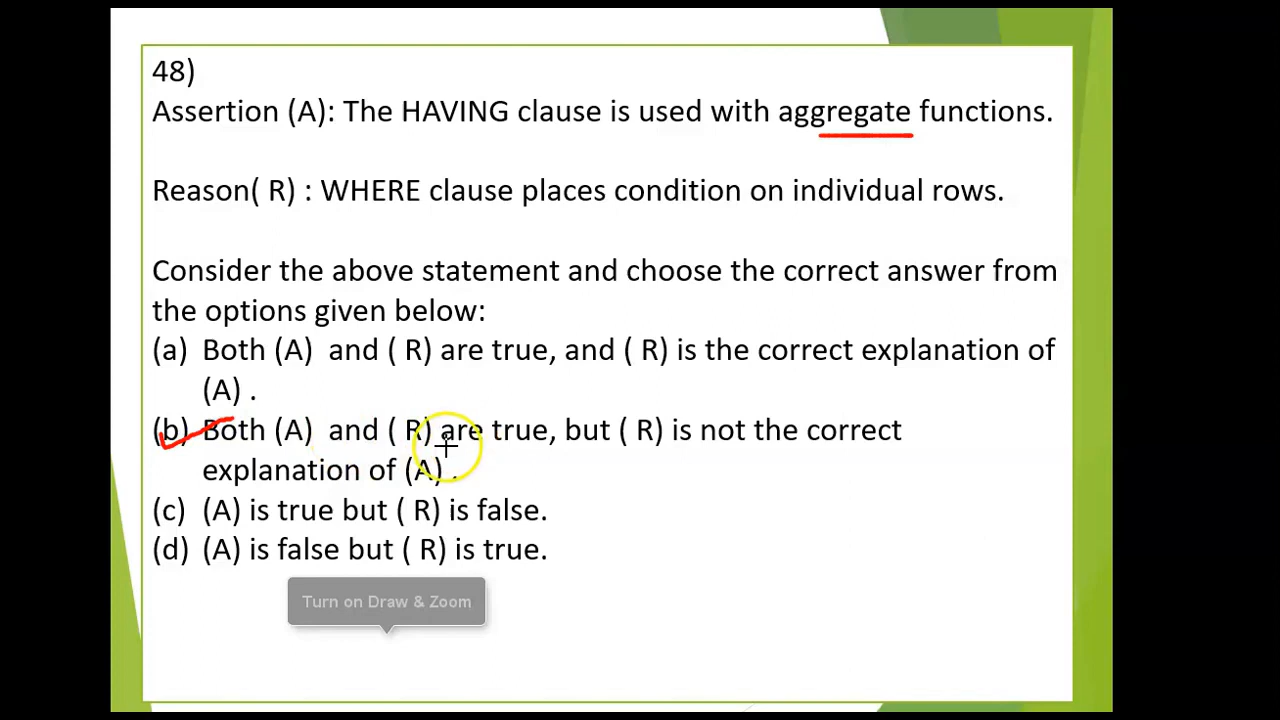 48)
Assertion (A): The HAVING clause is used with aggregate functions.
Reason( R) : WHERE clause places condition on individual rows.
Consider the above statement and choose the correct answer from
the options given below:
(a) Both (A) and ( R) are true, and ( R) is the correct explanation of
(A) .
(b) Both (A) and ( R) are true, but ( R) is not the correct
explanation of (A) .
(c) (A) is true but ( R) is false.
(d) (A) is false but ( R) is true.
Turn on Draw & Zoom